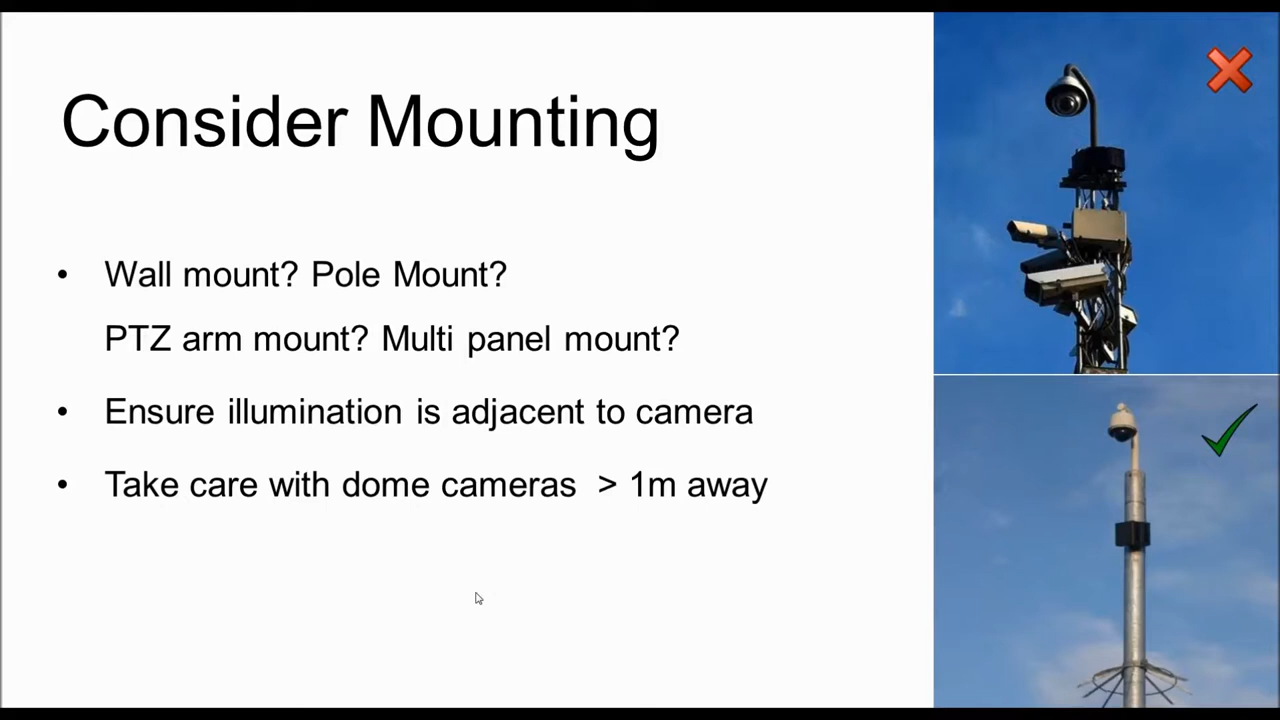 Consider Mounting
• Wall mount? Pole Mount?
PTZ arm mount? Multi panel mount?
• Ensure illumination is adjacent to camera
• Take care with dome cameras > 1m away